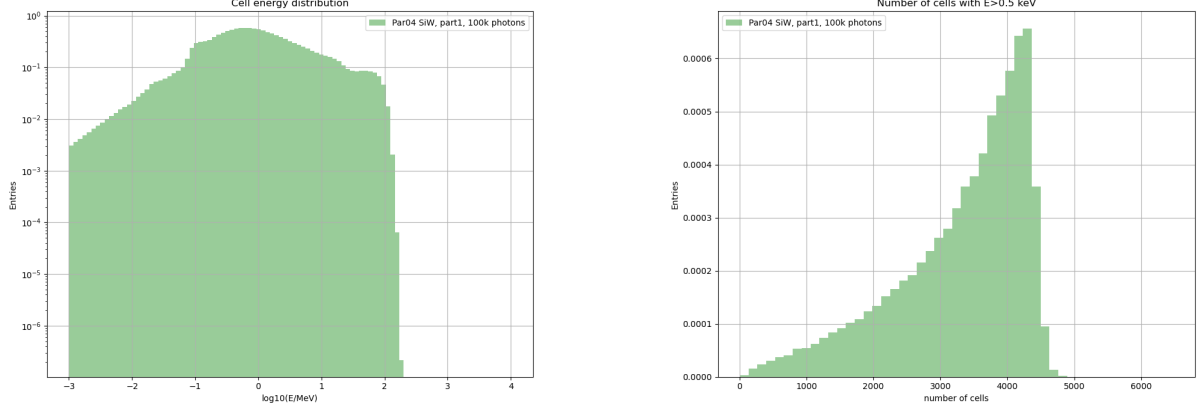 Cell energy distribution
Par04 SiW, part1, 100k photons
Entries
10⁰
10⁻¹
10⁻²
10⁻³
10⁻⁴
10⁻⁵
10⁻⁶
−3 −2 −1 0 1 2 3 4
log10(E/MeV)
Number of cells with E>0.5 keV
Par04 SiW, part1, 100k photons
Entries
0.0006
0.0005
0.0004
0.0003
0.0002
0.0001
0.0000
0 1000 2000 3000 4000 5000 6000
number of cells